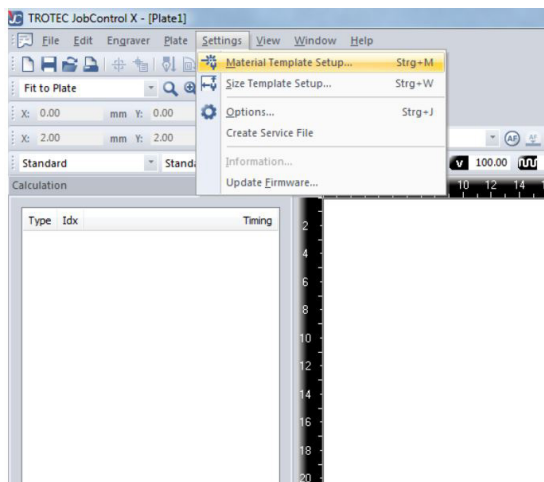 TROTEC JobControl X - [Plate1]
File Edit Engraver Plate Settings View Window Help
Material Template Setup... Strg+M
Fit to Plate
Size Template Setup... Strg+W
X: 0.00 mm Y: 0.00
Options... Strg+J
X: 2.00 mm Y: 2.00
Create Service File
AF
Standard
Standa
Information...
v 100.00
Calculation
Update Firmware...
10 12 14
Type Idx Timing
2
4
6
8
10
12
14
16
18
20